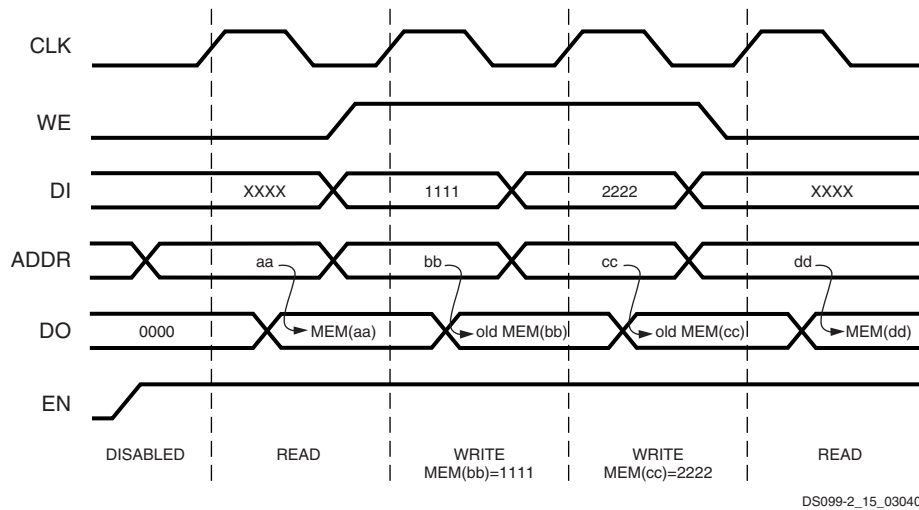 CLK
WE
DI XXXX 1111 2222 XXXX
ADDR aa bb cc dd
DO 0000 MEM(aa) old MEM(bb) old MEM(cc) MEM(dd)
EN
DISABLED READ WRITE WRITE READ
MEM(bb)=1111 MEM(cc)=2222
DS099-2_15_03040